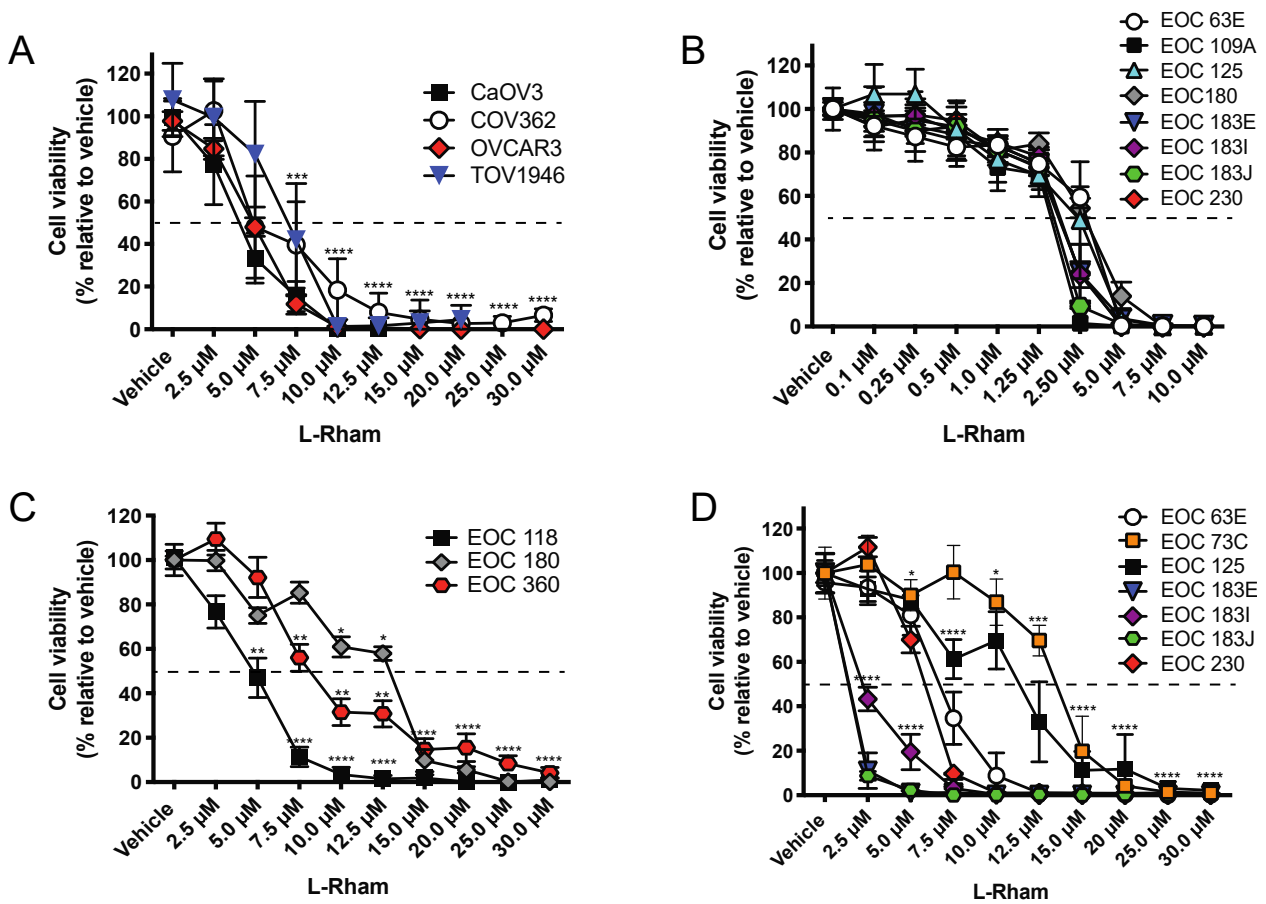 A
Cell viability
(% relative to vehicle)
120
100
80
60
40
20
0
CaOV3
COV362
OVCAR3
TOV1946
***
****
****
****
****
****
****
Vehicle
2.5 µM
5.0 µM
7.5 µM
10.0 µM
12.5 µM
15.0 µM
20.0 µM
25.0 µM
30.0 µM
L-Rham
B
Cell viability
(% relative to vehicle)
120
100
80
60
40
20
0
EOC 63E
EOC 109A
EOC 125
EOC180
EOC 183E
EOC 183I
EOC 183J
EOC 230
Vehicle
0.1 µM
0.25 µM
0.5 µM
1.0 µM
1.25 µM
2.50 µM
5.0 µM
7.5 µM
10.0 µM
L-Rham
C
Cell viability
(% relative to vehicle)
120
100
80
60
40
20
0
EOC 118
EOC 180
EOC 360
**
**
*
*
**
**
****
****
****
****
****
****
****
Vehicle
2.5 µM
5.0 µM
7.5 µM
10.0 µM
12.5 µM
15.0 µM
20.0 µM
25.0 µM
30.0 µM
L-Rham
D
Cell viability
(% relative to vehicle)
120
100
80
60
40
20
0
EOC 63E
EOC 73C
EOC 125
EOC 183E
EOC 183I
EOC 183J
EOC 230
*
*
****
***
****
****
****
****
****
****
Vehicle
2.5 µM
5.0 µM
7.5 µM
10.0 µM
12.5 µM
15.0 µM
20 µM
25.0 µM
30.0 µM
L-Rham